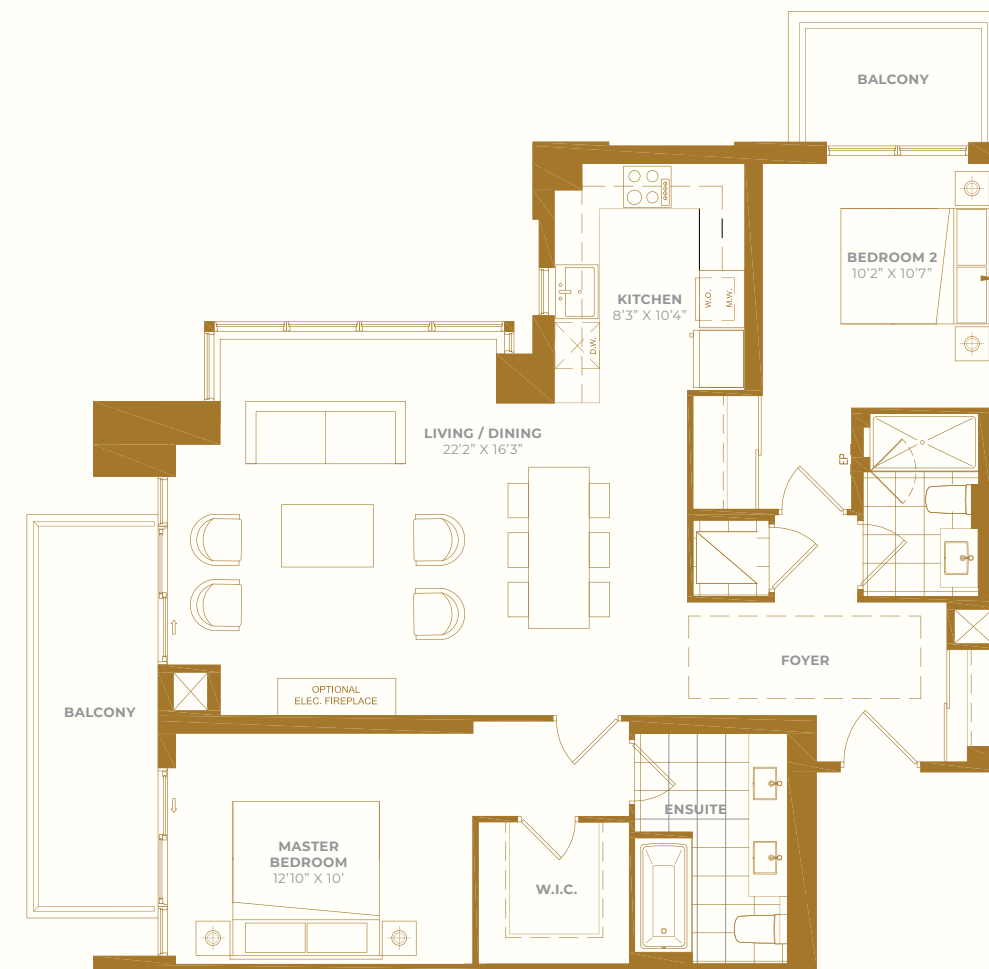 BALCONY
BEDROOM 2
10’2” X 10’7”
KITCHEN
8’3” X 10’4”
W.O.
M.W.
D.W.
LIVING / DINING
22’2” X 16’3”
EP
FOYER
OPTIONAL
ELEC. FIREPLACE
BALCONY
ENSUITE
MASTER
BEDROOM
12’10” X 10’
W.I.C.